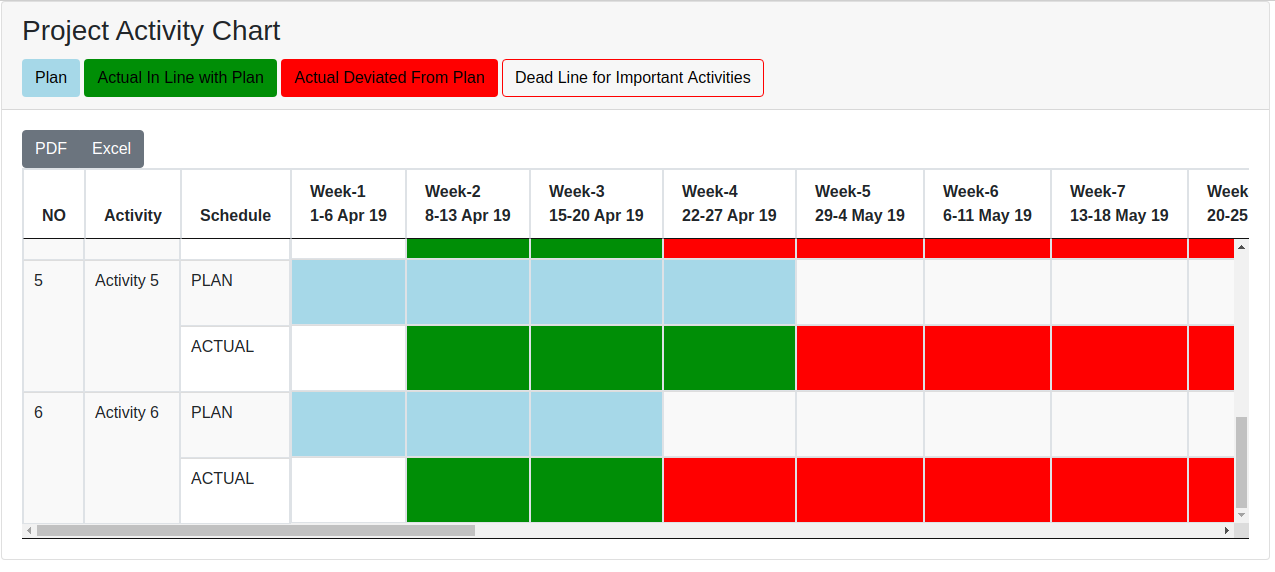 Project Activity Chart
Plan Actual In Line with Plan Actual Deviated From Plan Dead Line for Important Activities
PDF Excel
Week-1 Week-2 Week-3 Week-4 Week-5 Week-6 Week-7 Week
NO Activity Schedule 1-6 Apr 19 8-13 Apr 19 15-20 Apr 19 22-27 Apr 19 29-4 May 19 6-11 May 19 13-18 May 19 20-25
5 Activity 5 PLAN
ACTUAL
6 Activity 6 PLAN
ACTUAL